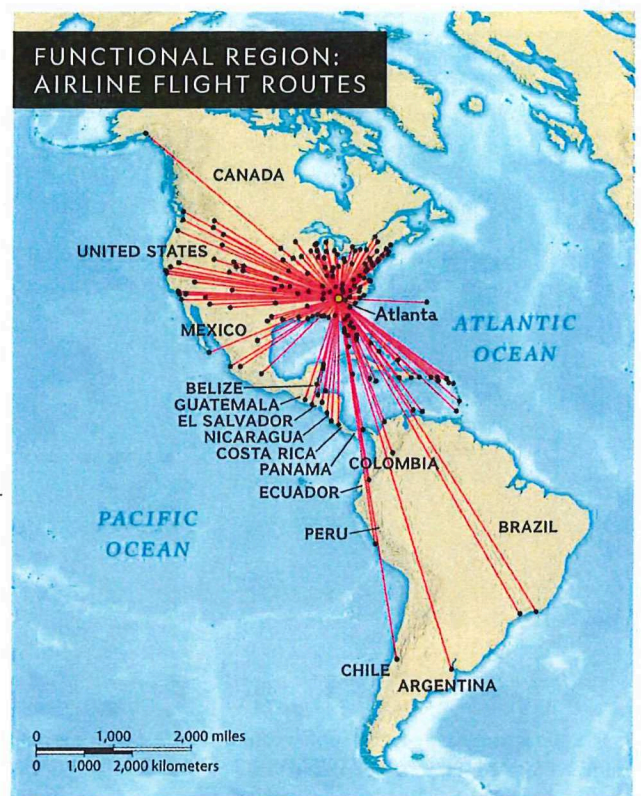 FUNCTIONAL REGION:
AIRLINE FLIGHT ROUTES
CANADA
UNITED STATES
Atlanta
MEXICO
ATLANTIC
OCEAN
BELIZE
GUATEMALA
EL SALVADOR
NICARAGUA
COSTA RICA
PANAMA
COLOMBIA
ECUADOR
PACIFIC
OCEAN
PERU
BRAZIL
CHILE
ARGENTINA
0 1,000 2,000 miles
0 1,000 2,000 kilometers